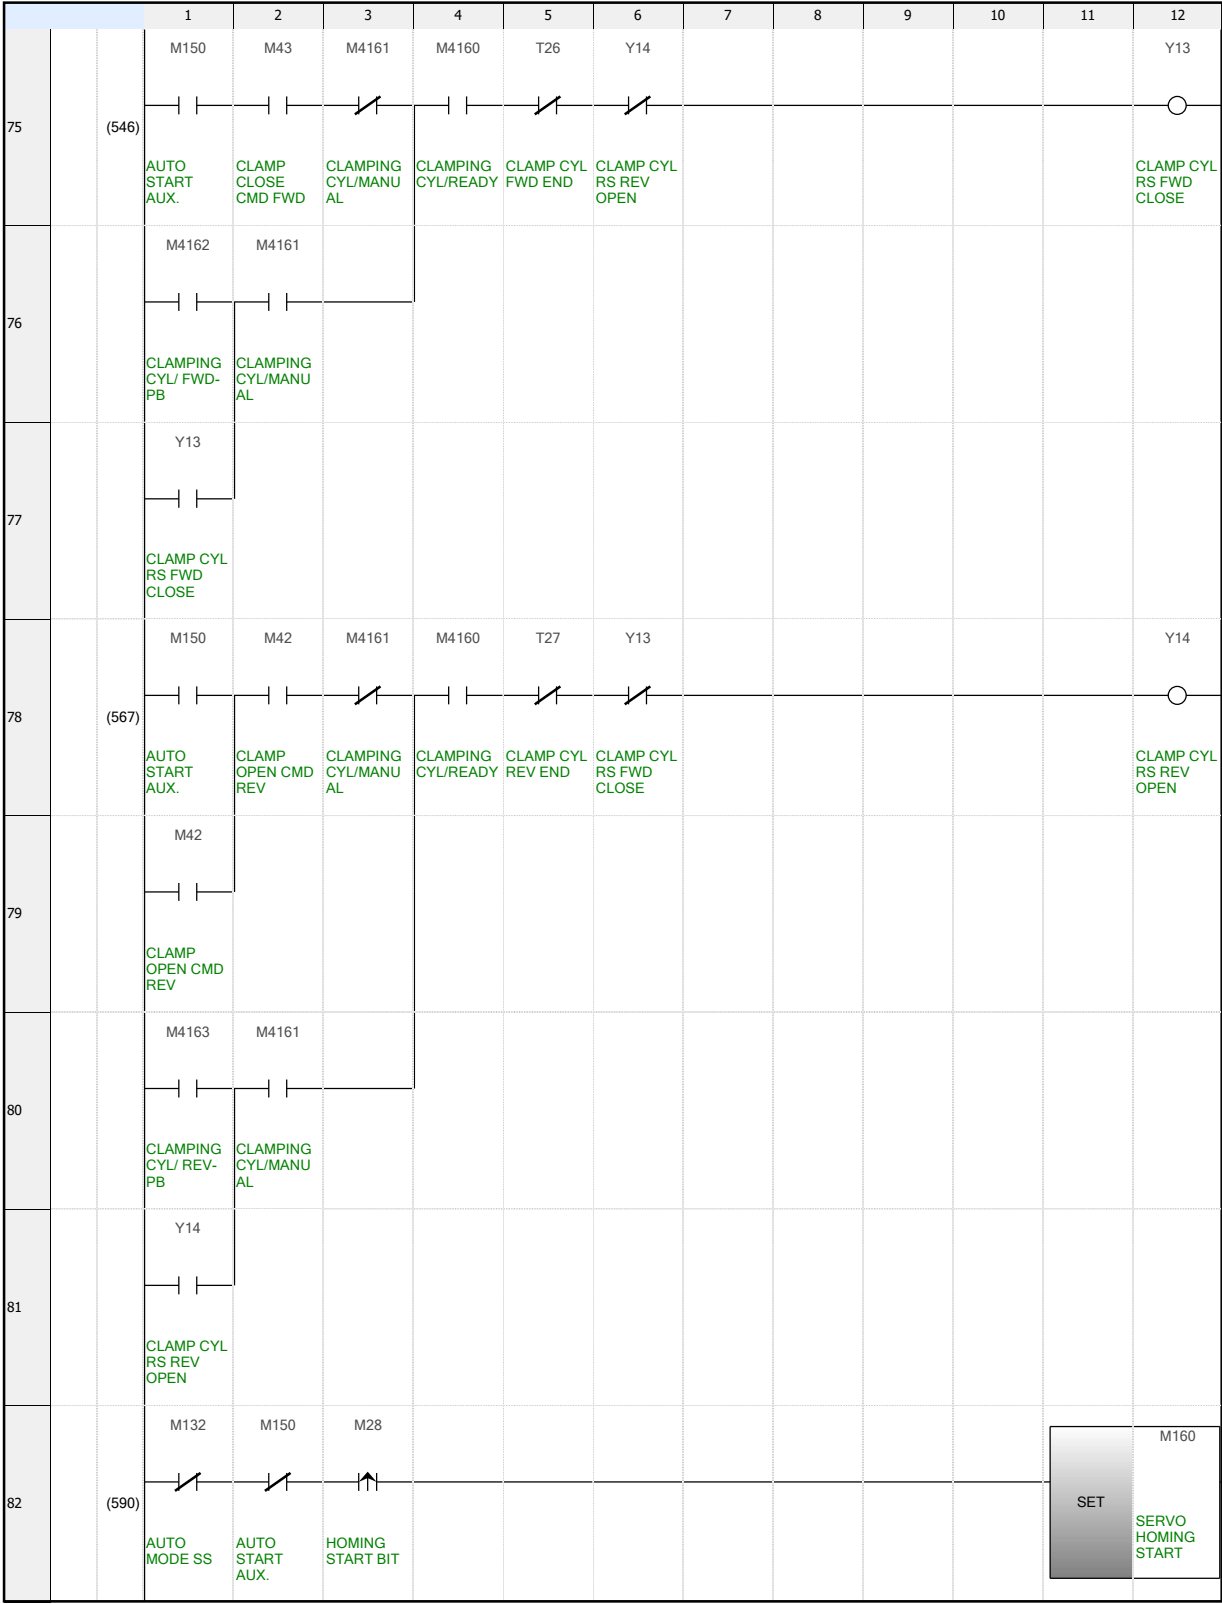 1 2 3 4 5 6 7 8 9 10 11 12
M150 M43 M4161 M4160 T26 Y14 Y13
75 (546)
AUTO CLAMP CLAMPING CLAMPING CLAMP CYL CLAMP CYL CLAMP CYL
START CLOSE CYL/MANU CYL/READY FWD END RS REV RS FWD
AUX. CMD FWD AL OPEN CLOSE
M4162 M4161
76
CLAMPING CLAMPING
CYL/ FWD- CYL/MANU
PB AL
Y13
77
CLAMP CYL
RS FWD
CLOSE
M150 M42 M4161 M4160 T27 Y13 Y14
78 (567)
AUTO CLAMP CLAMPING CLAMPING CLAMP CYL CLAMP CYL CLAMP CYL
START OPEN CMD CYL/MANU CYL/READY REV END RS FWD RS REV
AUX. REV AL CLOSE OPEN
M42
79
CLAMP
OPEN CMD
REV
M4163 M4161
80
CLAMPING CLAMPING
CYL/ REV- CYL/MANU
PB AL
Y14
81
CLAMP CYL
RS REV
OPEN
M132 M150 M28 M160
82 (590) SET
SERVO
AUTO AUTO HOMING HOMING
MODE SS START START BIT START
AUX.